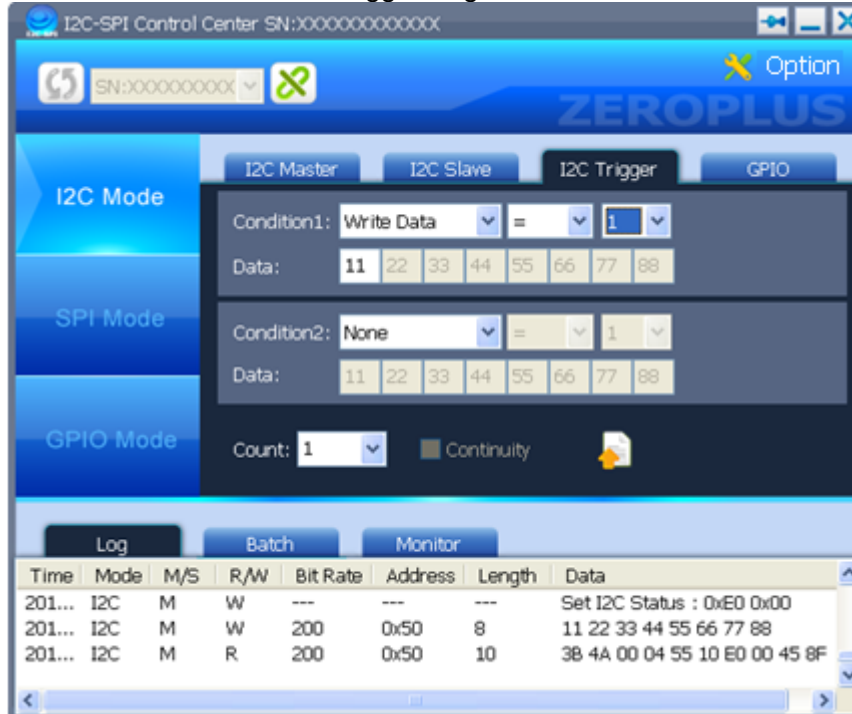 I2C-SPI Control Center SN:XXXXXXXXXXXXX
SN:XXXXXXXXX
Option
ZEROPLUS
I2C Master I2C Slave I2C Trigger GPIO
I2C Mode
Condition1: Write Data = 1
Data: 11 22 33 44 55 66 77 88
SPI Mode
Condition2: None = 1
Data: 11 22 33 44 55 66 77 88
GPIO Mode
Count: 1 Continuity
Log Batch Monitor
Time Mode M/S R/W Bit Rate Address Length Data
201... I2C M W --- --- --- Set I2C Status : 0xE0 0x00
201... I2C M W 200 0x50 8 11 22 33 44 55 66 77 88
201... I2C M R 200 0x50 10 3B 4A 00 04 55 10 E0 00 45 8F